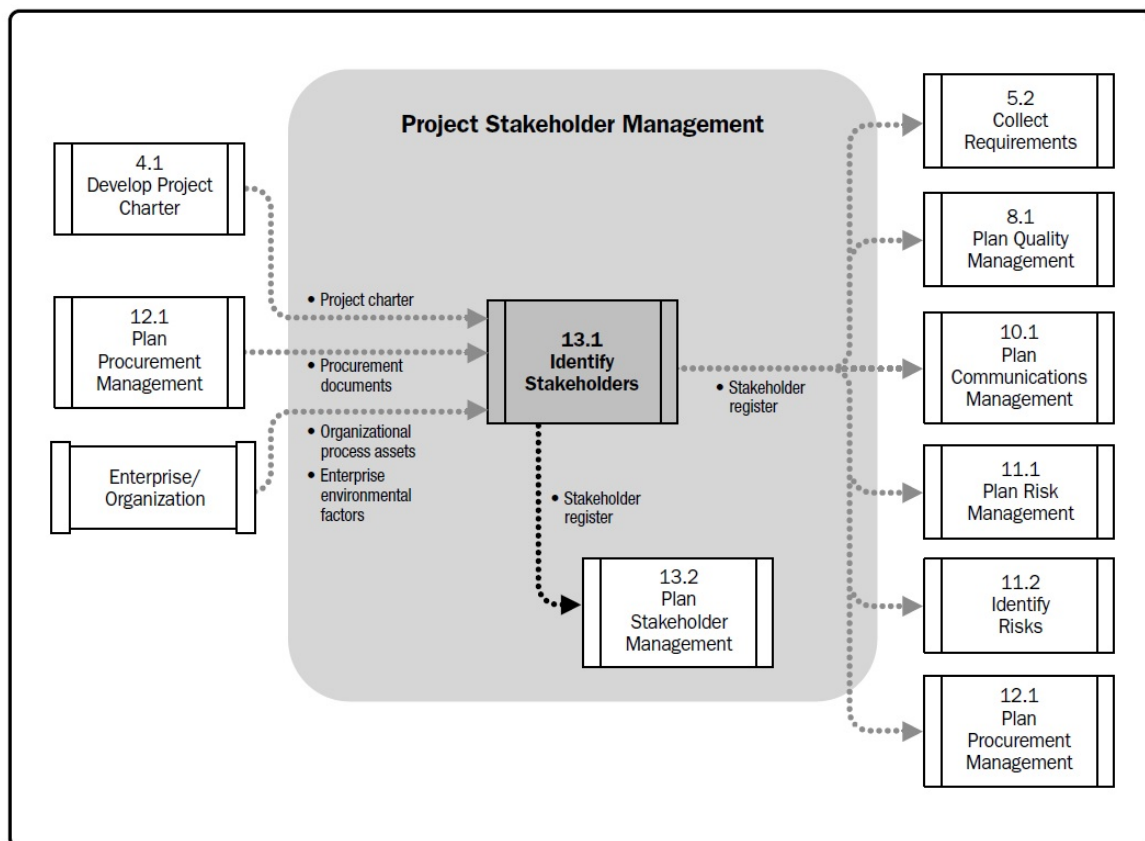 Project Stakeholder Management
4.1
Develop Project
Charter
12.1
Plan
Procurement
Management
Enterprise/
Organization
• Project charter
• Procurement
documents
• Organizational
process assets
• Enterprise
environmental
factors
13.1
Identify
Stakeholders
• Stakeholder
register
• Stakeholder
register
13.2
Plan
Stakeholder
Management
5.2
Collect
Requirements
8.1
Plan Quality
Management
10.1
Plan
Communications
Management
11.1
Plan Risk
Management
11.2
Identify
Risks
12.1
Plan
Procurement
Management